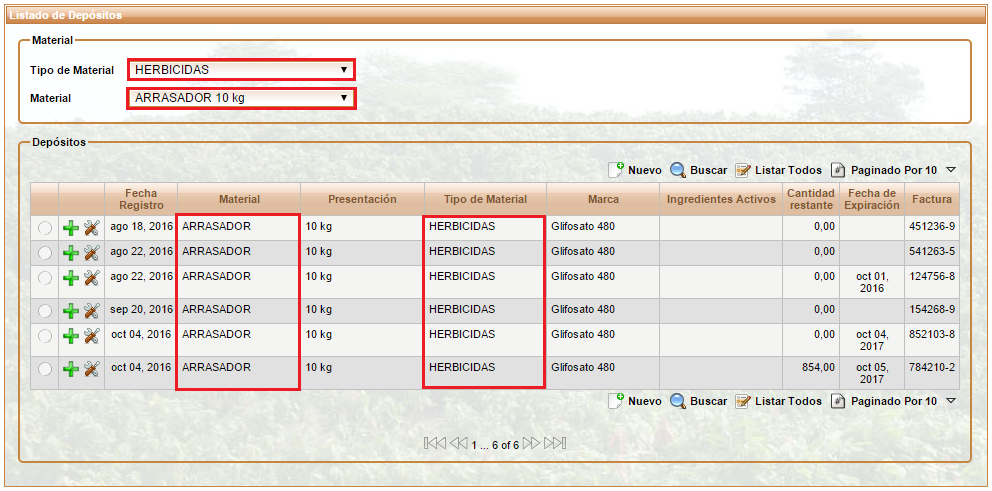 Listado de Depósitos
Material
Tipo de Material HERBICIDAS
Material ARRASADOR 10 kg
Depósitos
Nuevo Buscar Listar Todos Paginado Por 10
Fecha Registro Material Presentación Tipo de Material Marca Ingredientes Activos Cantidad restante Fecha de Expiración Factura
ago 18, 2016 ARRASADOR 10 kg HERBICIDAS Glifosato 480 0,00 451236-9
ago 22, 2016 ARRASADOR 10 kg HERBICIDAS Glifosato 480 0,00 541263-5
ago 22, 2016 ARRASADOR 10 kg HERBICIDAS Glifosato 480 0,00 oct 01, 2016 124756-8
sep 20, 2016 ARRASADOR 10 kg HERBICIDAS Glifosato 480 0,00 154268-9
oct 04, 2016 ARRASADOR 10 kg HERBICIDAS Glifosato 480 0,00 oct 04, 2017 852103-8
oct 04, 2016 ARRASADOR 10 kg HERBICIDAS Glifosato 480 854,00 oct 05, 2017 784210-2
Nuevo Buscar Listar Todos Paginado Por 10
1 ... 6 of 6